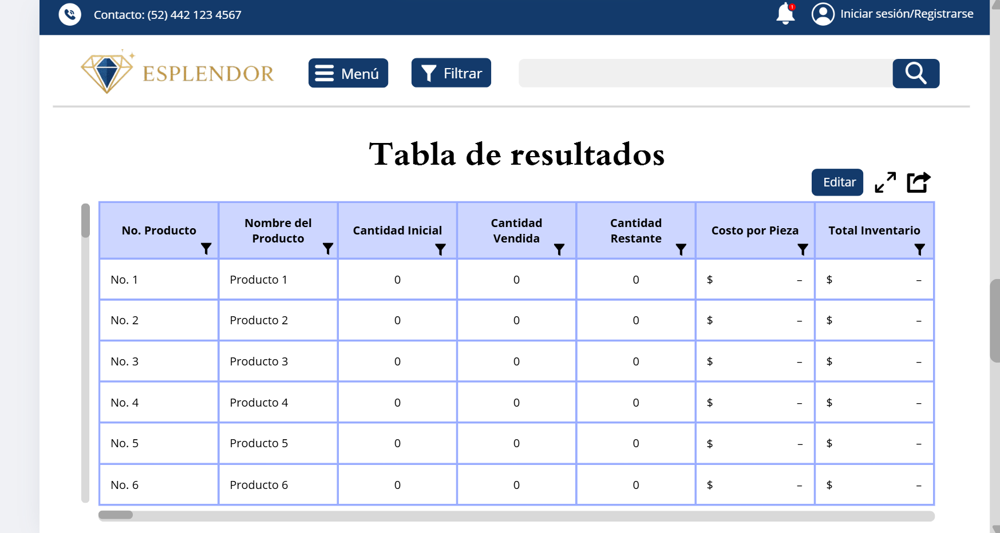 Contacto: (52) 442 123 4567
1
Iniciar sesión/Registrarse
ESPLENDOR
Menú
Filtrar
Tabla de resultados
Editar
No. Producto
Nombre del
Producto
Cantidad Inicial
Cantidad
Vendida
Cantidad
Restante
Costo por Pieza
Total Inventario
No. 1 Producto 1 0 0 0 $ – $ –
No. 2 Producto 2 0 0 0 $ – $ –
No. 3 Producto 3 0 0 0 $ – $ –
No. 4 Producto 4 0 0 0 $ – $ –
No. 5 Producto 5 0 0 0 $ – $ –
No. 6 Producto 6 0 0 0 $ – $ –